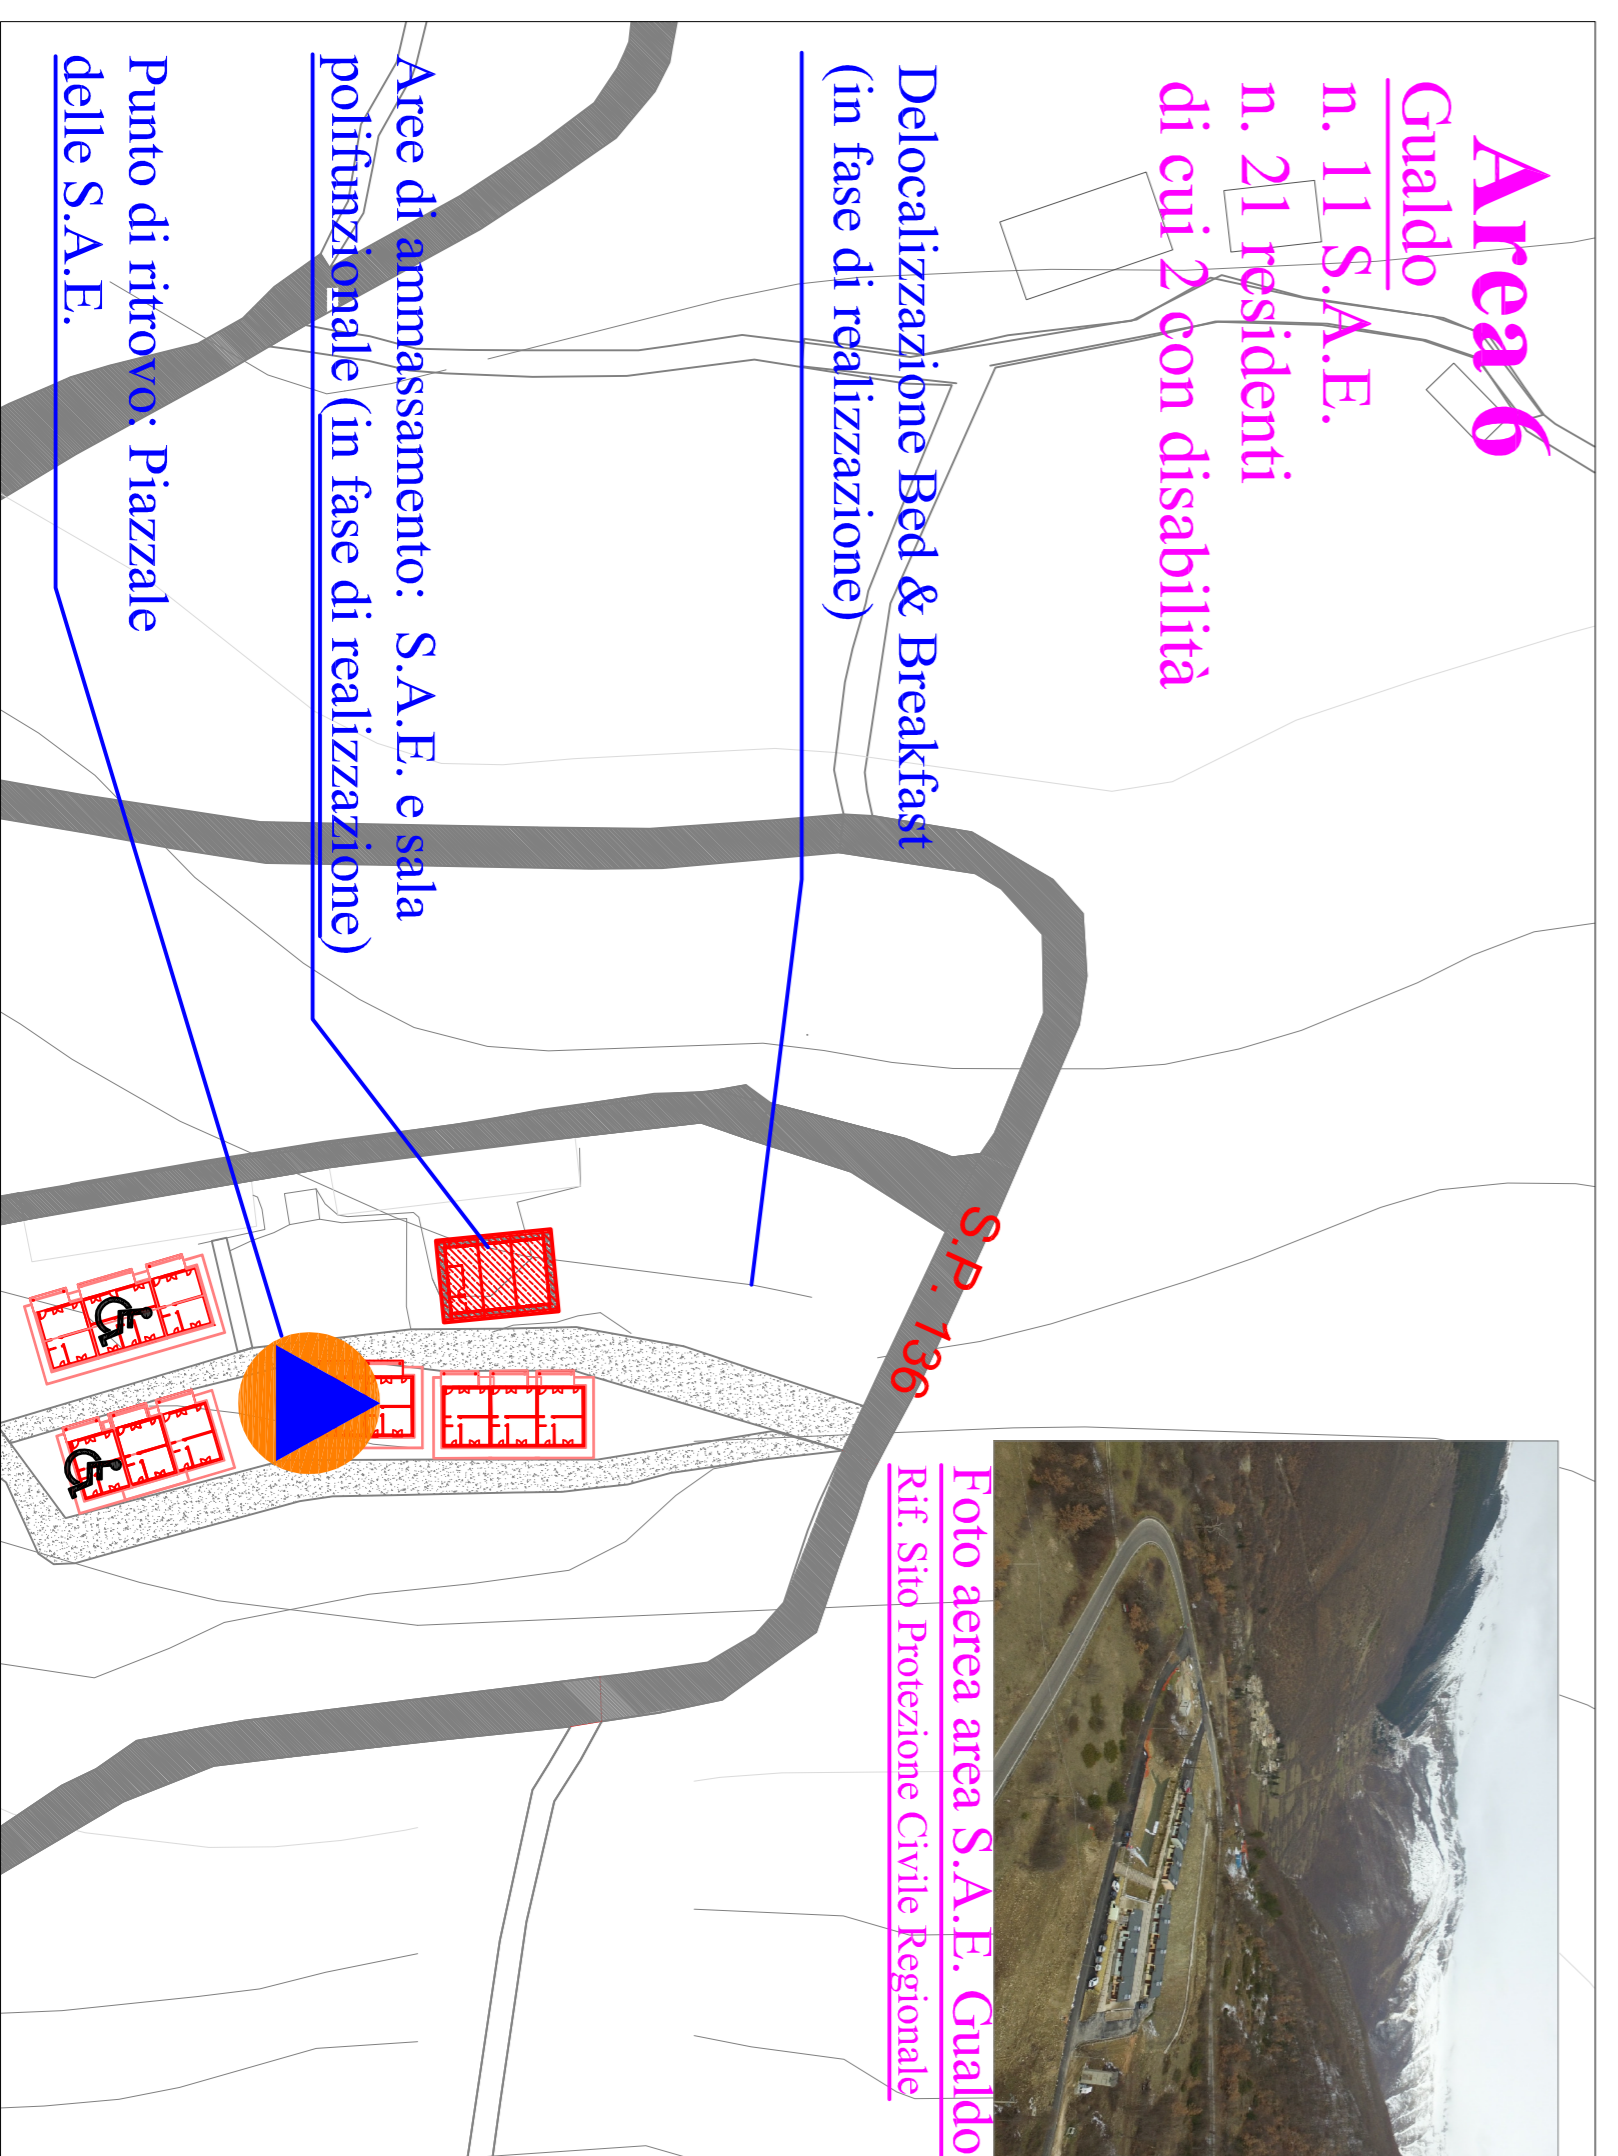 Area 6
Gualdo
n. 11 S.A.E.
n. 21 residenti
di cui 2 con disabilità
Delocalizzazione Bed & Breakfast
(in fase di realizzazione)
Aree di ammassamento: S.A.E. e sala
polifunzionale (in fase di realizzazione)
Punto di ritrovo: Piazzale
delle S.A.E.
S.P. 136
Foto aerea area S.A.E. Gualdo
Rif. Sito Protezione Civile Regionale